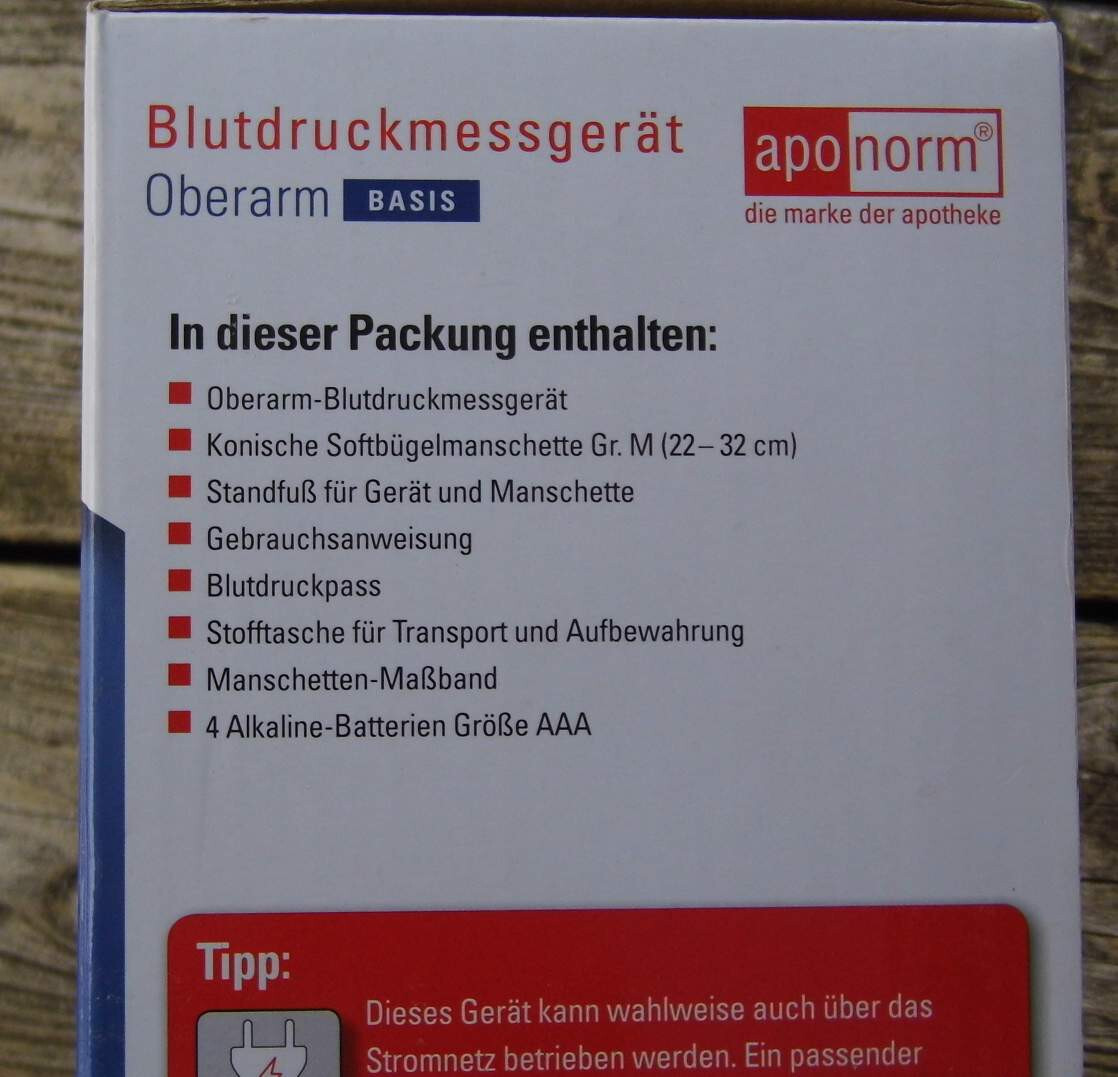 Blutdruckmessgerät
Oberarm BASIS
aponorm®
die marke der apotheke
In dieser Packung enthalten:
Oberarm-Blutdruckmessgerät
Konische Softbügelmanschette Gr. M (22– 32 cm)
Standfuß für Gerät und Manschette
Gebrauchsanweisung
Blutdruckpass
Stofftasche für Transport und Aufbewahrung
Manschetten-Maßband
4 Alkaline-Batterien Größe AAA
Tipp:
Dieses Gerät kann wahlweise auch über das
Stromnetz betrieben werden. Ein passender